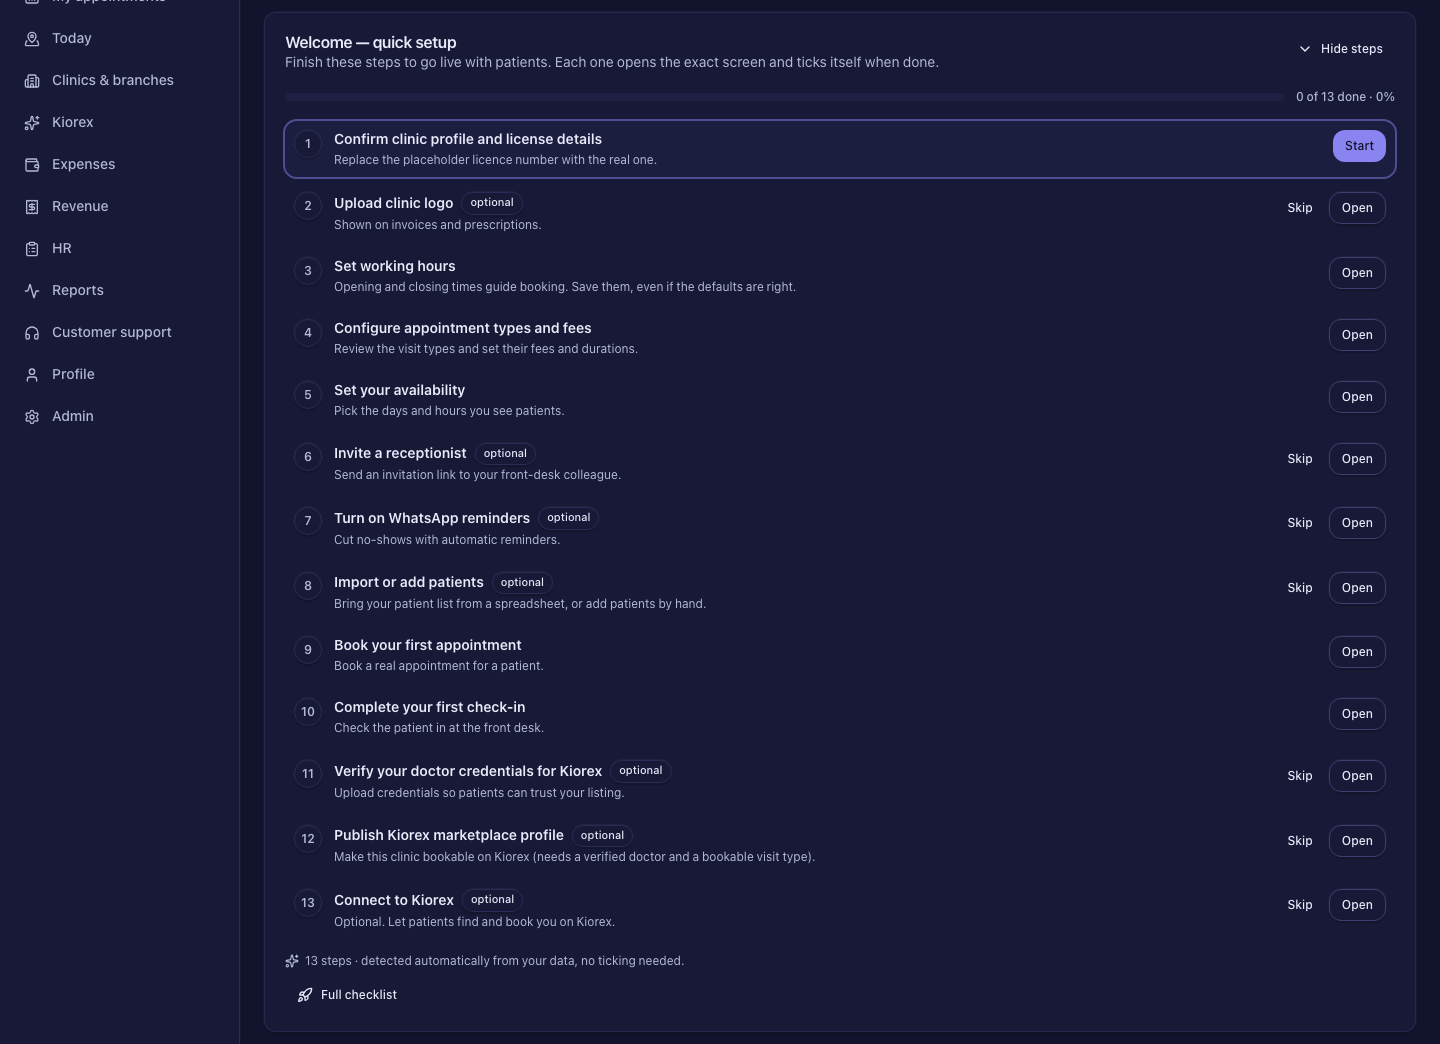 My appointments
Today
Clinics & branches
Kiorex
Expenses
Revenue
HR
Reports
Customer support
Profile
Admin
Welcome — quick setup
Finish these steps to go live with patients. Each one opens the exact screen and ticks itself when done.
Hide steps
0 of 13 done · 0%
1
Confirm clinic profile and license details
Replace the placeholder licence number with the real one.
Start
2
Upload clinic logo optional
Shown on invoices and prescriptions.
Skip Open
3
Set working hours
Opening and closing times guide booking. Save them, even if the defaults are right.
Open
4
Configure appointment types and fees
Review the visit types and set their fees and durations.
Open
5
Set your availability
Pick the days and hours you see patients.
Open
6
Invite a receptionist optional
Send an invitation link to your front-desk colleague.
Skip Open
7
Turn on WhatsApp reminders optional
Cut no-shows with automatic reminders.
Skip Open
8
Import or add patients optional
Bring your patient list from a spreadsheet, or add patients by hand.
Skip Open
9
Book your first appointment
Book a real appointment for a patient.
Open
10
Complete your first check-in
Check the patient in at the front desk.
Open
11
Verify your doctor credentials for Kiorex optional
Upload credentials so patients can trust your listing.
Skip Open
12
Publish Kiorex marketplace profile optional
Make this clinic bookable on Kiorex (needs a verified doctor and a bookable visit type).
Skip Open
13
Connect to Kiorex optional
Optional. Let patients find and book you on Kiorex.
Skip Open
13 steps · detected automatically from your data, no ticking needed.
Full checklist